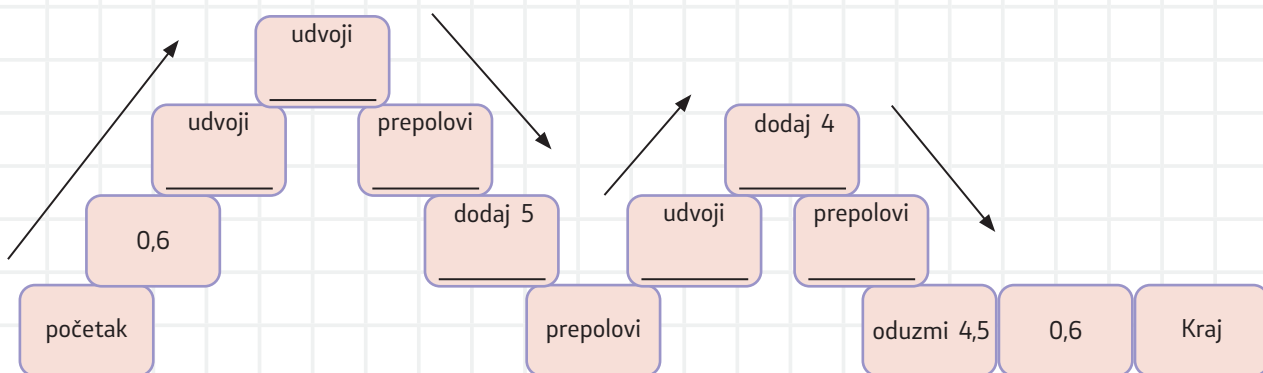 početak
0,6
udvoji
udvoji
prepolovi
dodaj 5
prepolovi
udvoji
dodaj 4
prepolovi
oduzmi 4,5
0,6
Kraj